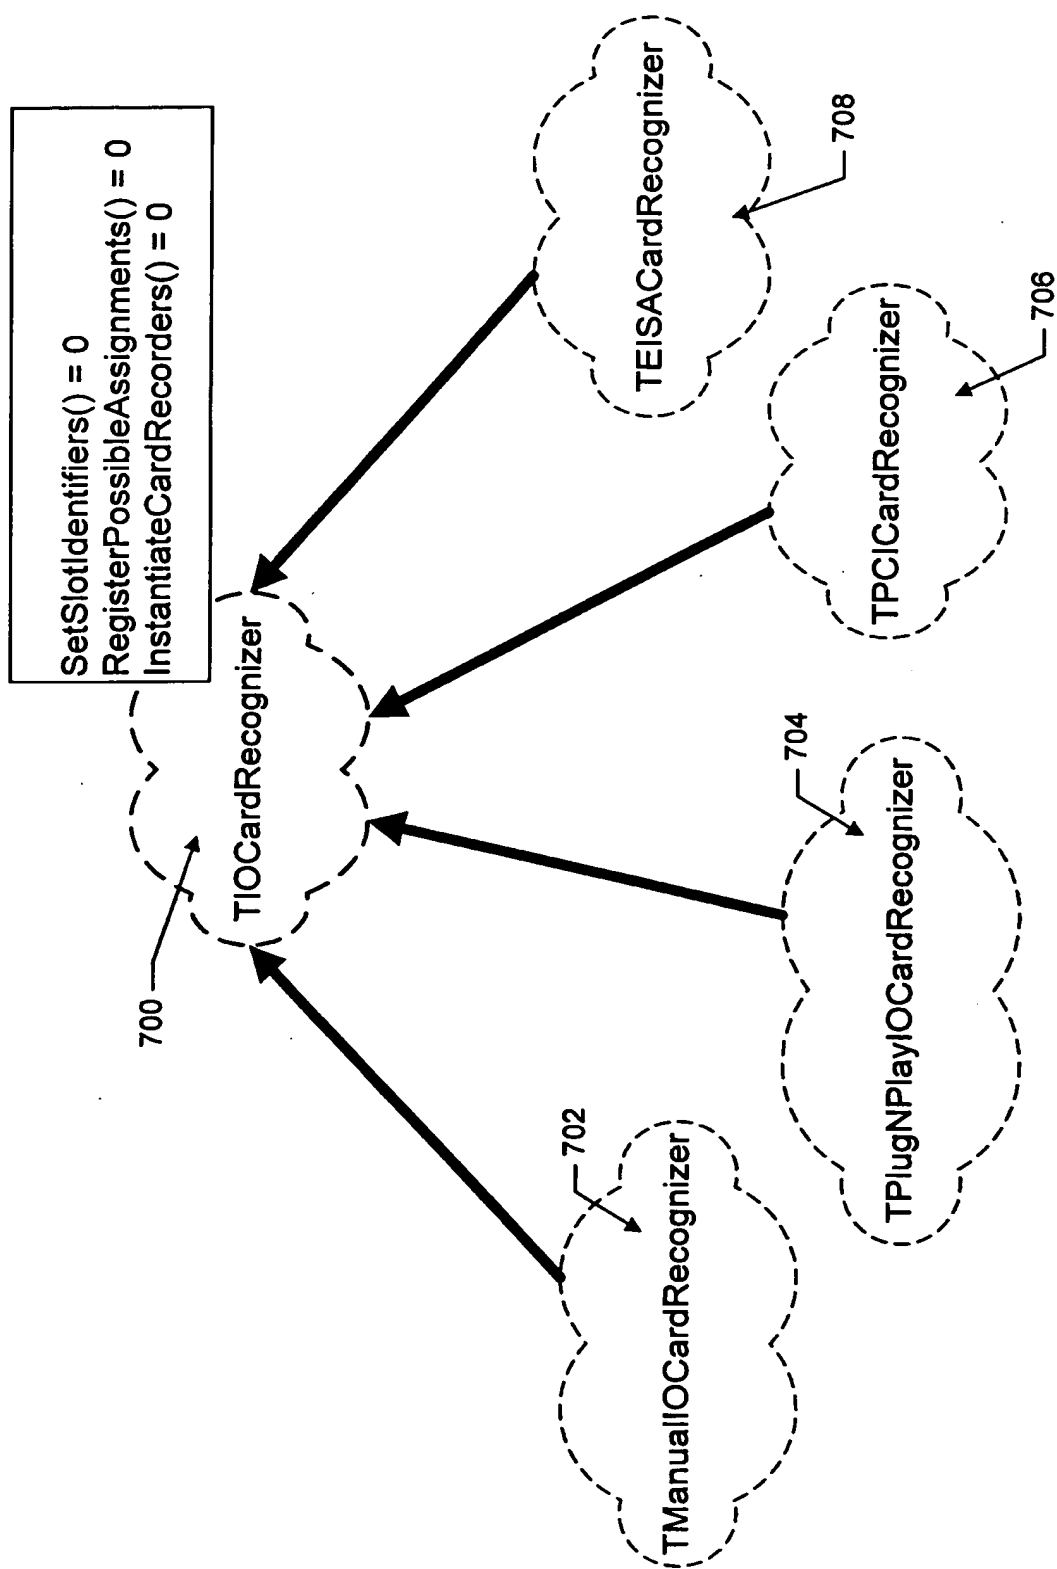 SetSlotIdentifiers() = 0
RegisterPossibleAssignments() = 0
InstantiateCardRecorders() = 0
700
TIOCardRecognizer
702
TManualIOCardRecognizer
704
TPlugNPlayIOCardRecognizer
706
TPCICardRecognizer
708
TEISACardRecognizer